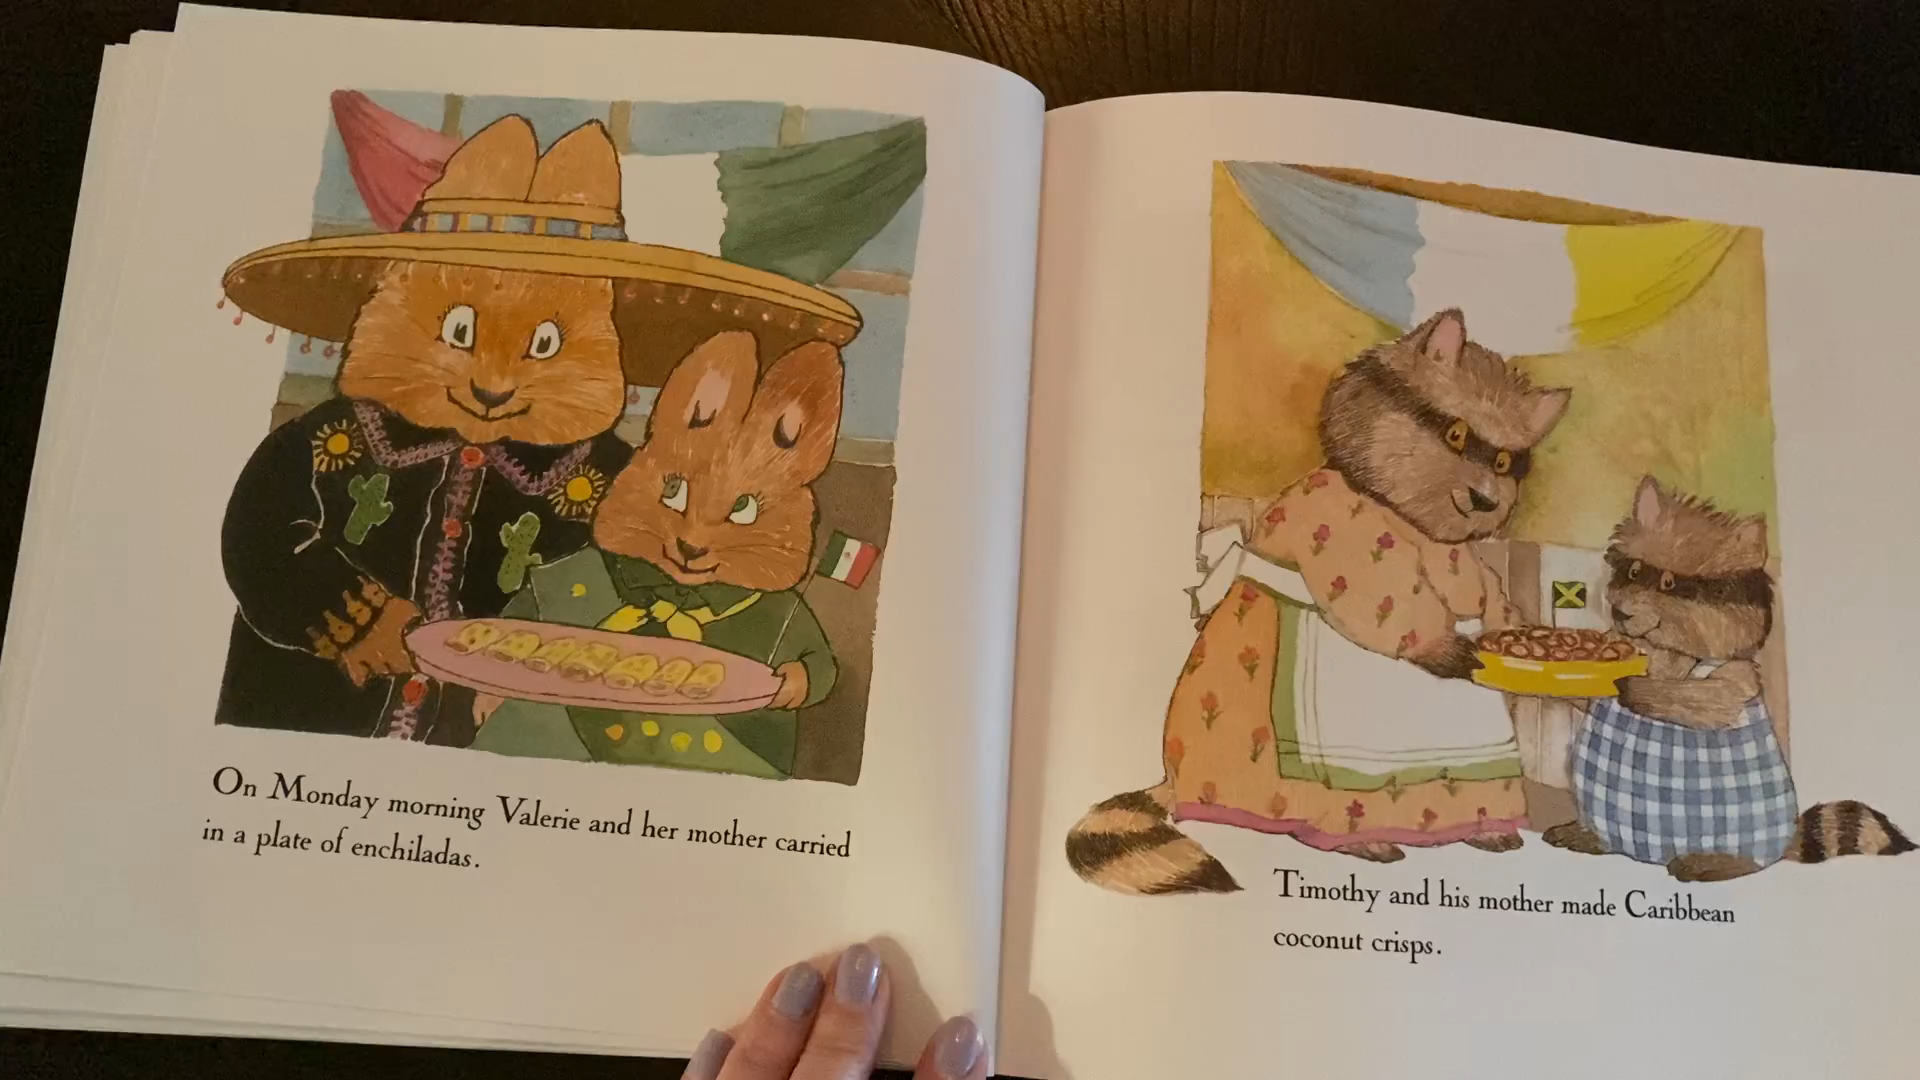 On Monday morning Valerie and her mother carried
in a plate of enchiladas.
Timothy and his mother made Caribbean
coconut crisps.